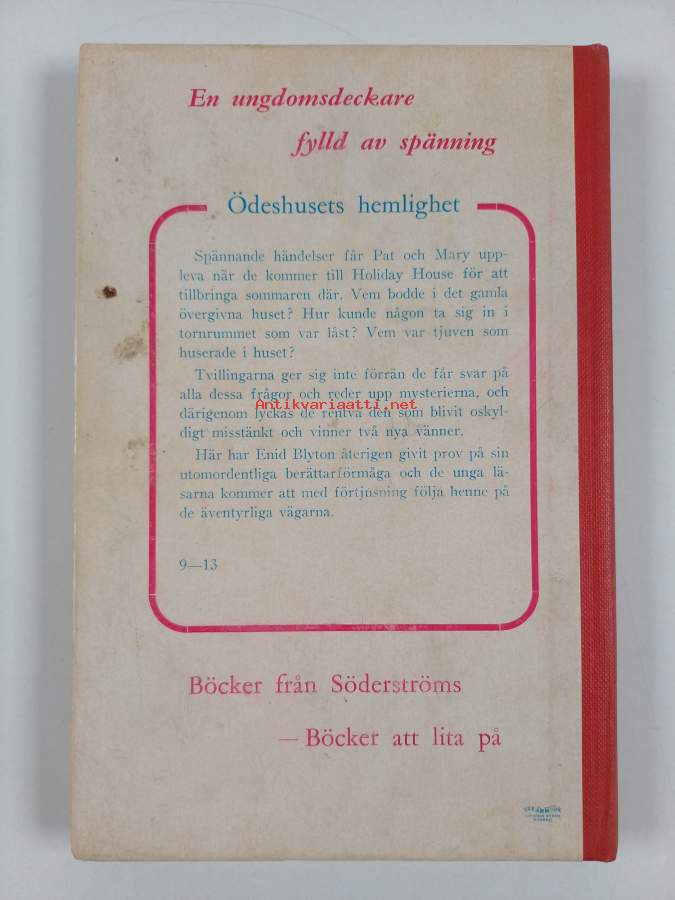 En ungdomsdeckare
fylld av spänning
Ödeshusets hemlighet
Spännande händelser får Pat och Mary upp-
leva när de kommer till Holiday House för att
tillbringa sommaren där. Vem bodde i det gamla
övergivna huset? Hur kunde någon ta sig in i
tornrummet som var låst? Vem var tjuven som
huserade i huset?
Tvillingarna ger sig inte förrän de får svar på
alla dessa frågor och reder upp mysterierna, och
Antikvariaatti.net
därigenom lyckas de rentvå den som blivit oskyl-
digt misstänkt och vinner två nya vänner.
Här har Enid Blyton återigen givit prov på sin
utomordentliga berättarförmåga och de unga lä-
sarna kommer att med förtjusning följa henne på
de äventyrliga vägarna.
9—13
Böcker från Söderströms
— Böcker att lita på